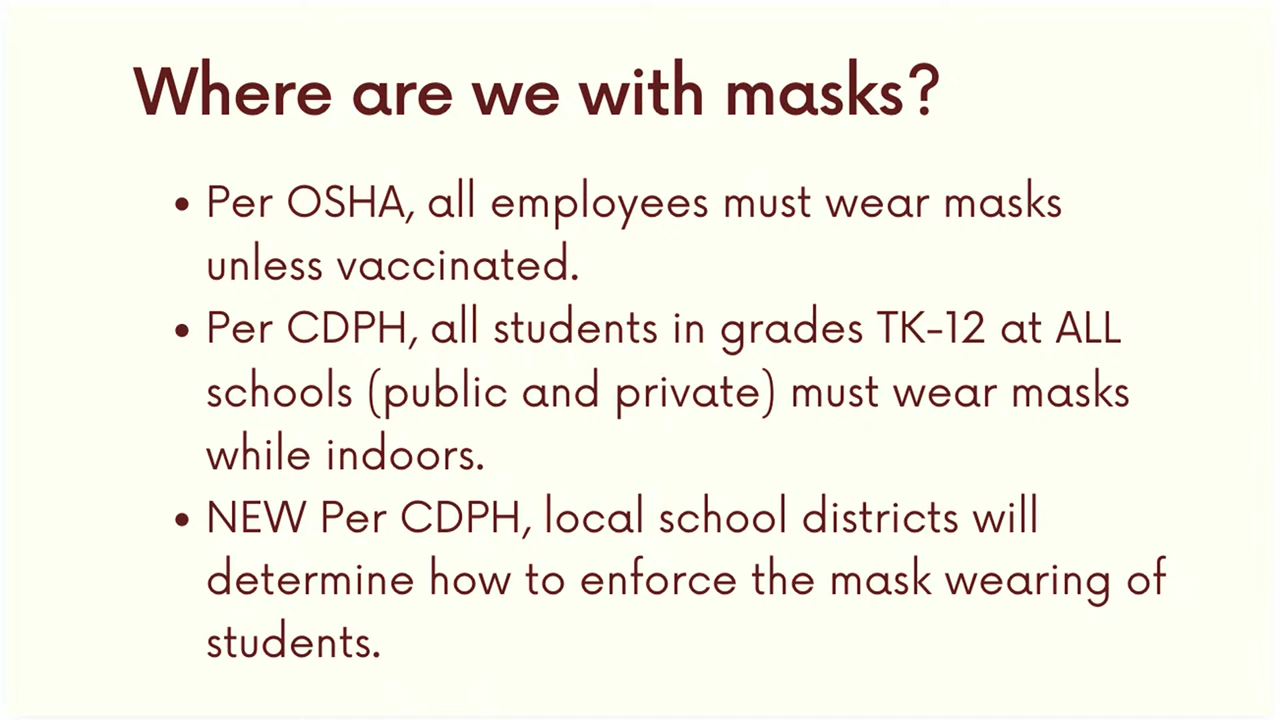 Where are we with masks?
• Per OSHA, all employees must wear masks
unless vaccinated.
• Per CDPH, all students in grades TK-12 at ALL
schools (public and private) must wear masks
while indoors.
• NEW Per CDPH, local school districts will
determine how to enforce the mask wearing of
students.